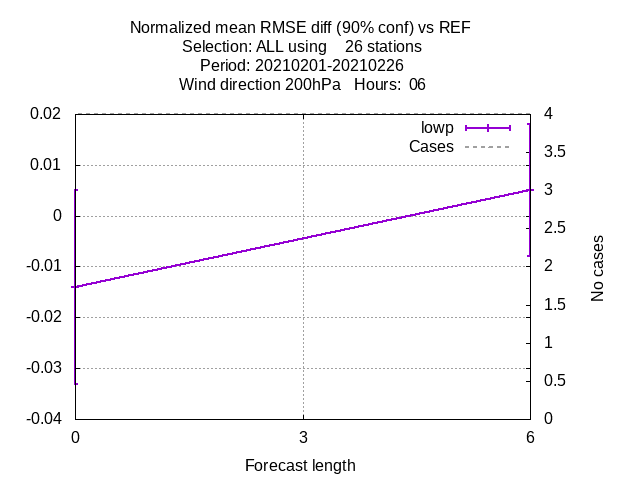 Normalized mean RMSE diff (90% conf) vs REF
Selection: ALL using    26 stations
Period: 20210201-20210226
Wind direction 200hPa   Hours:  06
lowp
Cases
0.02
0.01
0
-0.01
-0.02
-0.03
-0.04
4
3.5
3
2.5
2
1.5
1
0.5
0
No cases
0 3 6
Forecast length